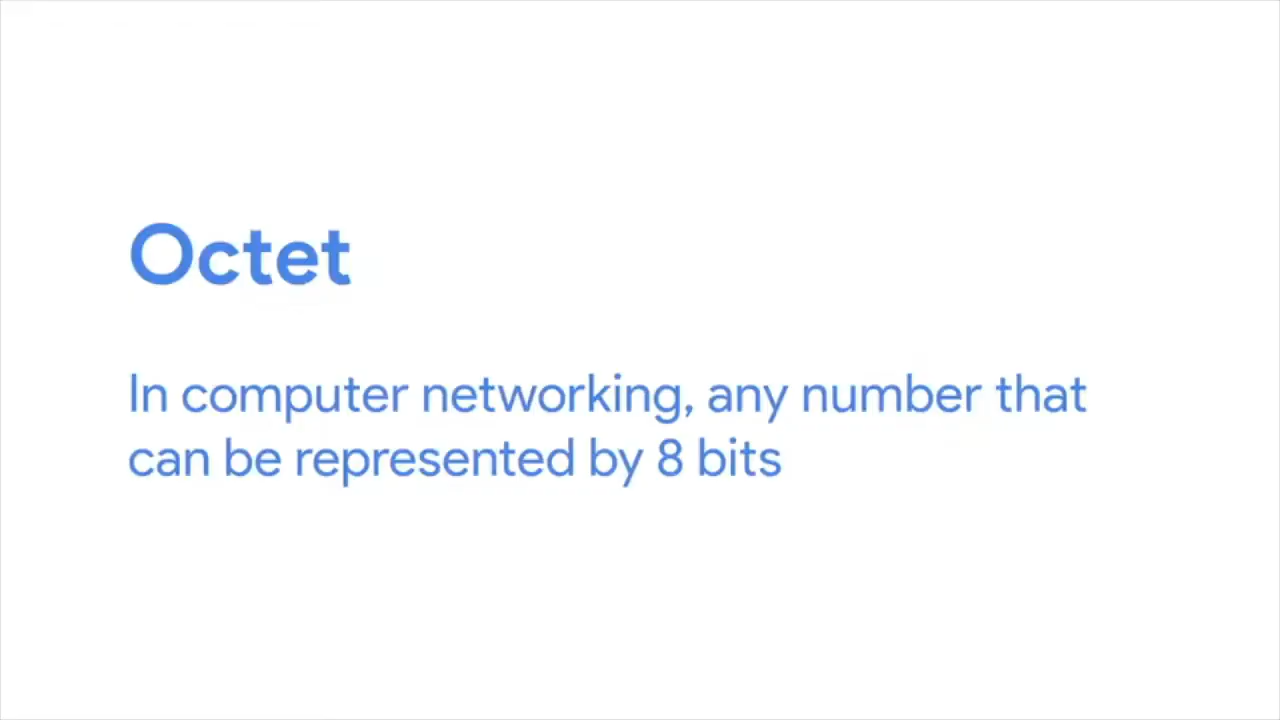 Octet
In computer networking, any number that
can be represented by 8 bits